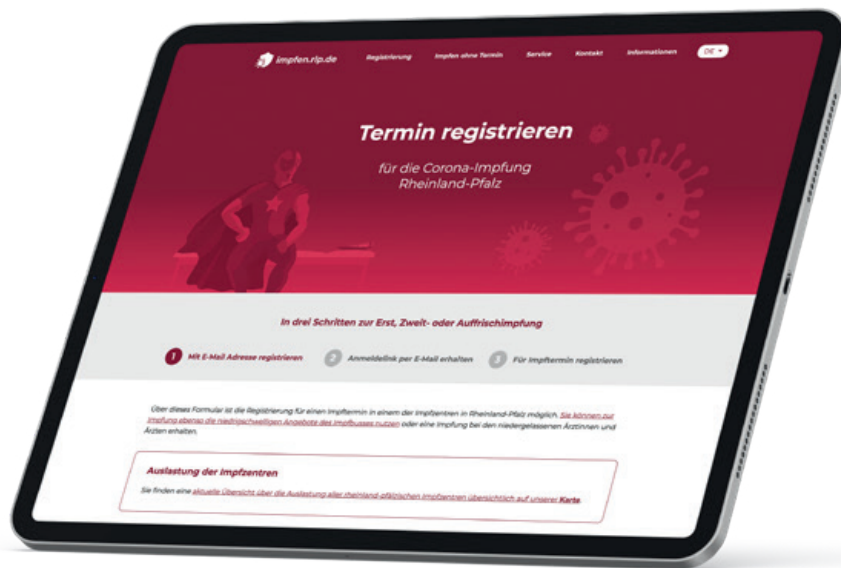 impfen.rlp.de Registrierung Impfen ohne Termin Service Kontakt Informationen DE
Termin registrieren
für die Corona-Impfung
Rheinland-Pfalz
In drei Schritten zur Erst, Zweit- oder Auffrischimpfung
1 Mit E-Mail Adresse registrieren 2 Anmeldelink per E-Mail erhalten 3 Für Impftermin registrieren
Über dieses Formular ist die Registrierung für einen Impftermin in einem der Impfzentren in Rheinland-Pfalz möglich. Sie können zur
Impfung ebenso die niedrigschwelligen Angebote des Impfbusses nutzen oder eine Impfung bei den niedergelassenen Ärztinnen und
Ärzten erhalten.
Auslastung der Impfzentren
Sie finden eine aktuelle Übersicht über die Auslastung aller rheinland-pfälzischen Impfzentren übersichtlich auf unserer Karte.